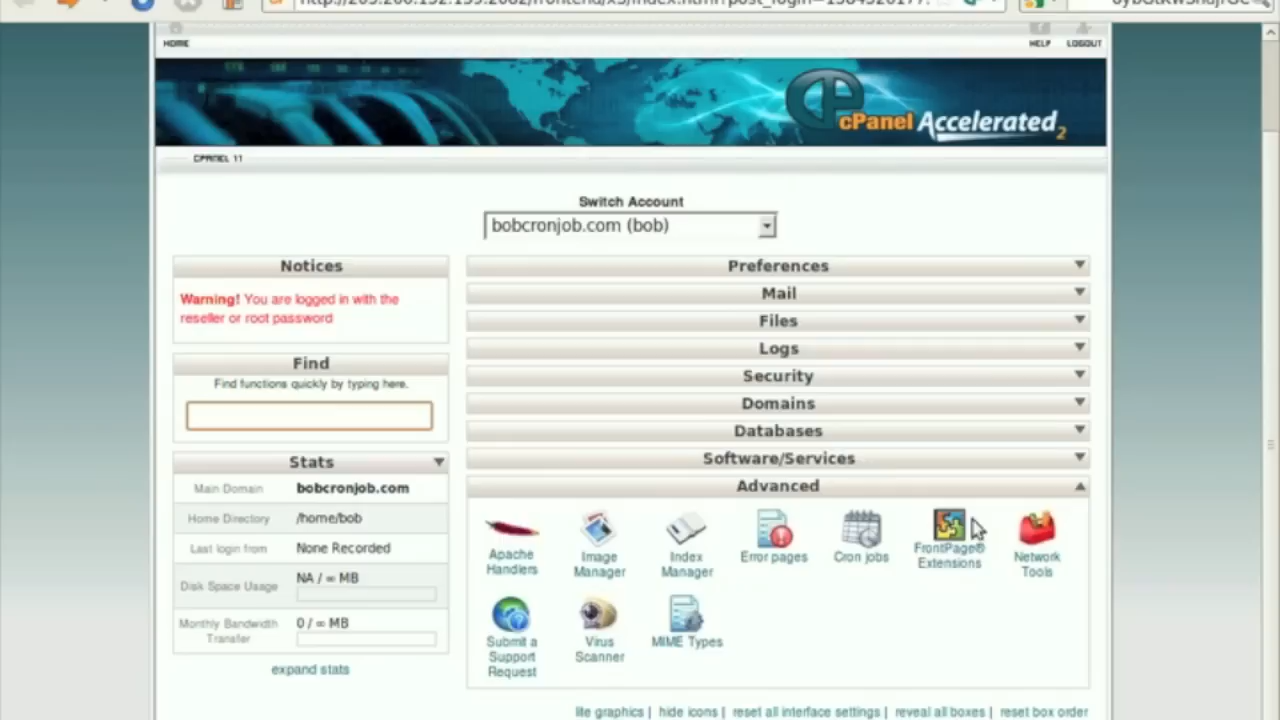 HOME
HELP LOGOUT
cP
cPanel Accelerated2
CPANEL 11
Switch Account
bobcronjob.com (bob)
Notices
Warning! You are logged in with the
reseller or root password
Find
Find functions quickly by typing here.
Stats
Main Domain bobcronjob.com
Home Directory /home/bob
Last login from None Recorded
Disk Space Usage NA / ∞ MB
Monthly Bandwidth
Transfer 0 / ∞ MB
expand stats
Preferences
Mail
Files
Logs
Security
Domains
Databases
Software/Services
Advanced
Apache
Handlers
Image
Manager
Index
Manager
Error pages
Cron jobs
FrontPage®
Extensions
Network
Tools
Submit a
Support
Request
Virus
Scanner
MIME Types
lite graphics | hide icons | reset all interface settings | reveal all boxes | reset box order